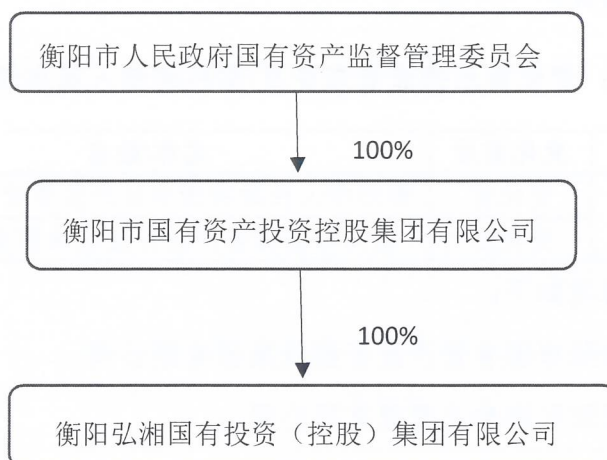 衡阳市人民政府国有资产监督管理委员会
100%
衡阳市国有资产投资控股集团有限公司
100%
衡阳弘湘国有投资（控股）集团有限公司